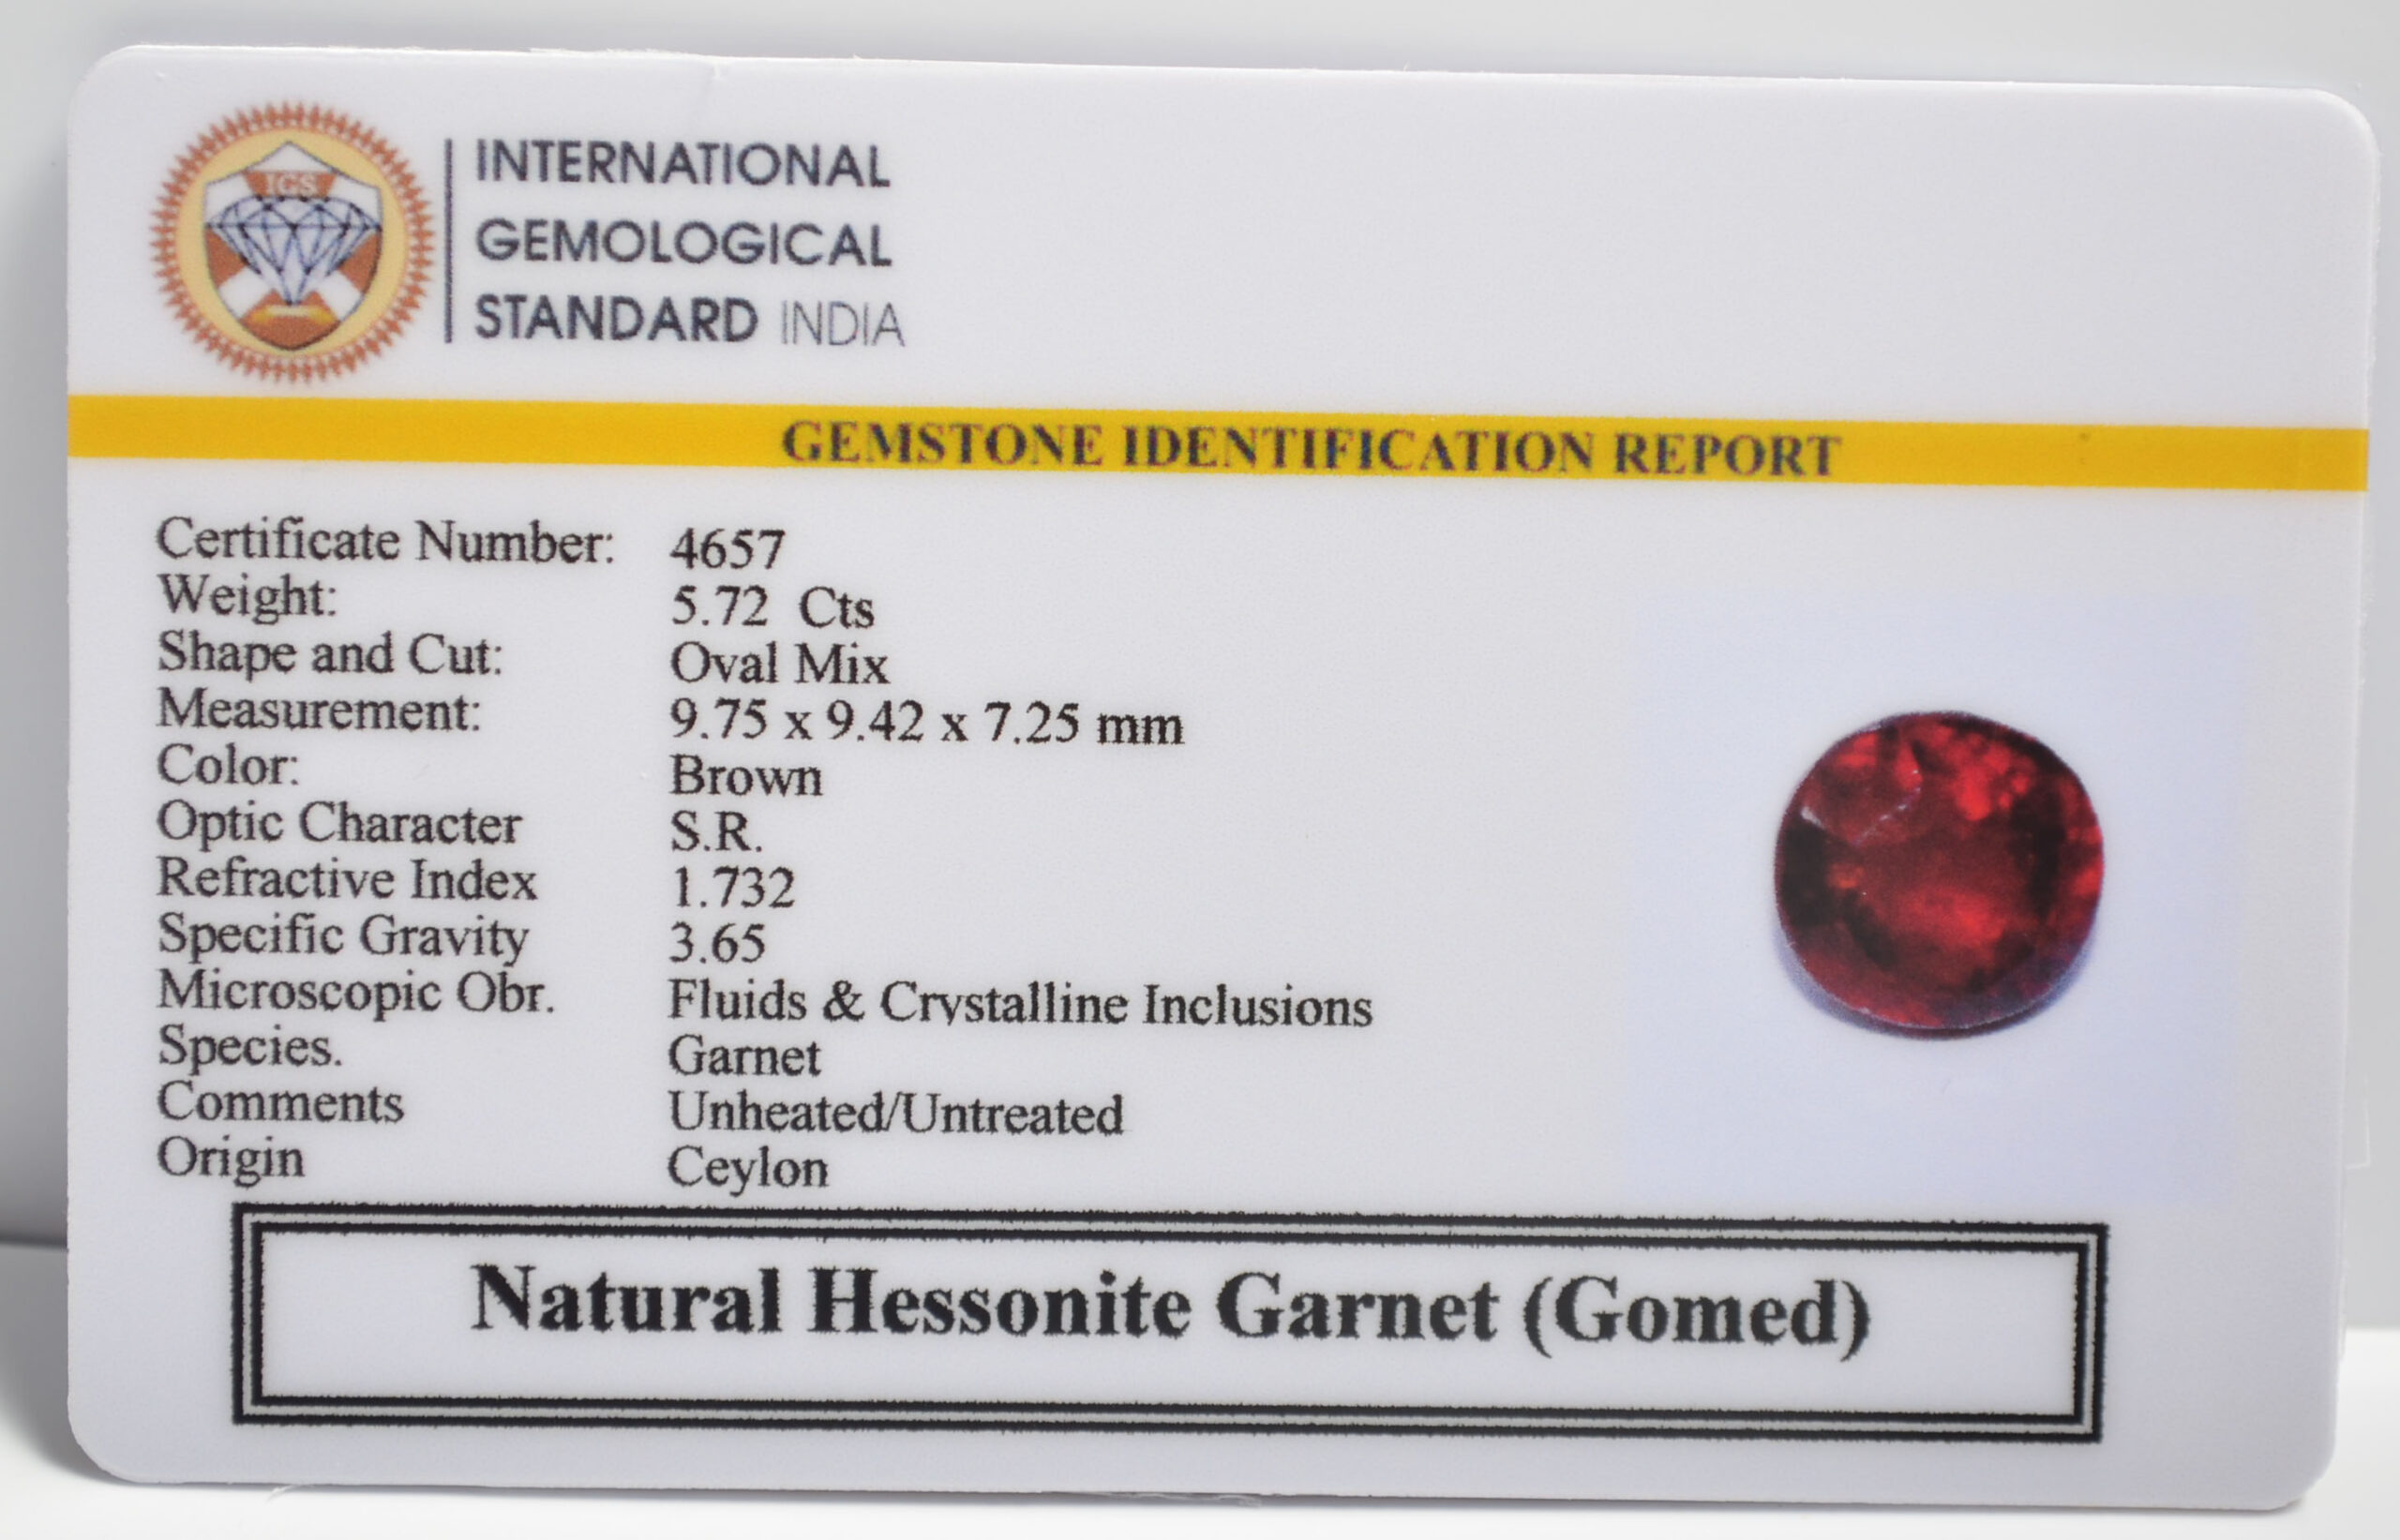 IGS
INTERNATIONAL
GEMOLOGICAL
STANDARD INDIA
GEMSTONE IDENTIFICATION REPORT
Certificate Number: 4657
Weight: 5.72 Cts
Shape and Cut: Oval Mix
Measurement: 9.75 x 9.42 x 7.25 mm
Color: Brown
Optic Character S.R.
Refractive Index 1.732
Specific Gravity 3.65
Microscopic Obr. Fluids & Crystalline Inclusions
Species. Garnet
Comments Unheated/Untreated
Origin Ceylon
Natural Hessonite Garnet (Gomed)